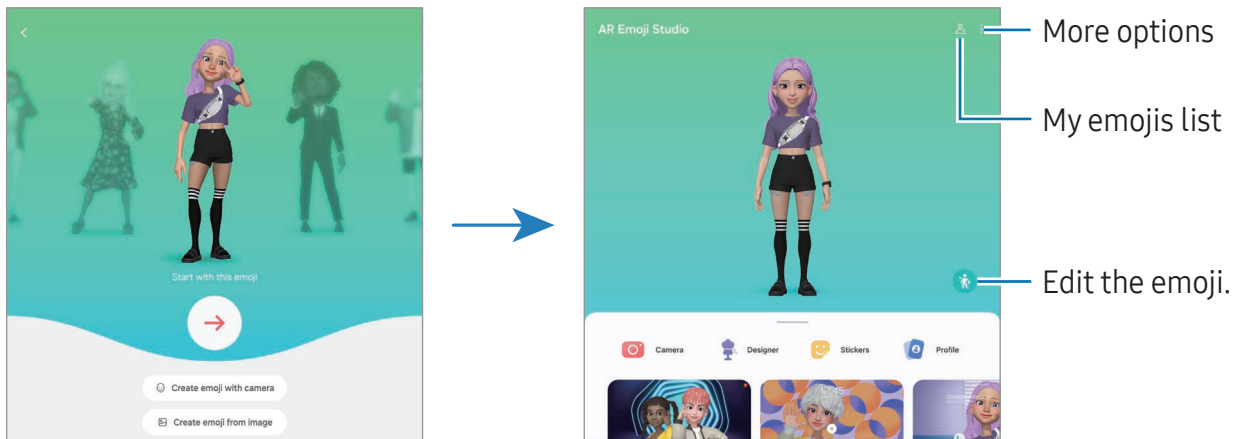 AR Emoji Studio
More options
My emojis list
Start with this emoji
Edit the emoji.
Camera
Designer
Stickers
Profile
Create emoji with camera
Create emoji from image